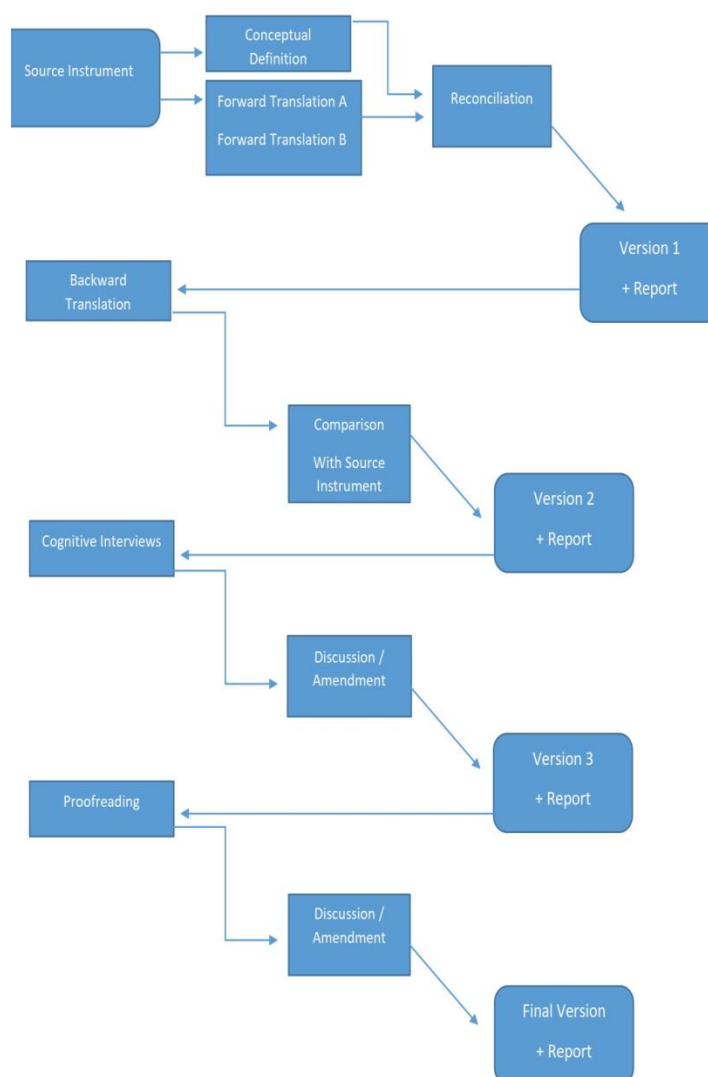 Source Instrument
Conceptual
Definition
Forward Translation A
Forward Translation B
Reconciliation
Version 1
+ Report
Backward
Translation
Comparison
With Source
Instrument
Version 2
+ Report
Cognitive Interviews
Discussion /
Amendment
Version 3
+ Report
Proofreading
Discussion /
Amendment
Final Version
+ Report